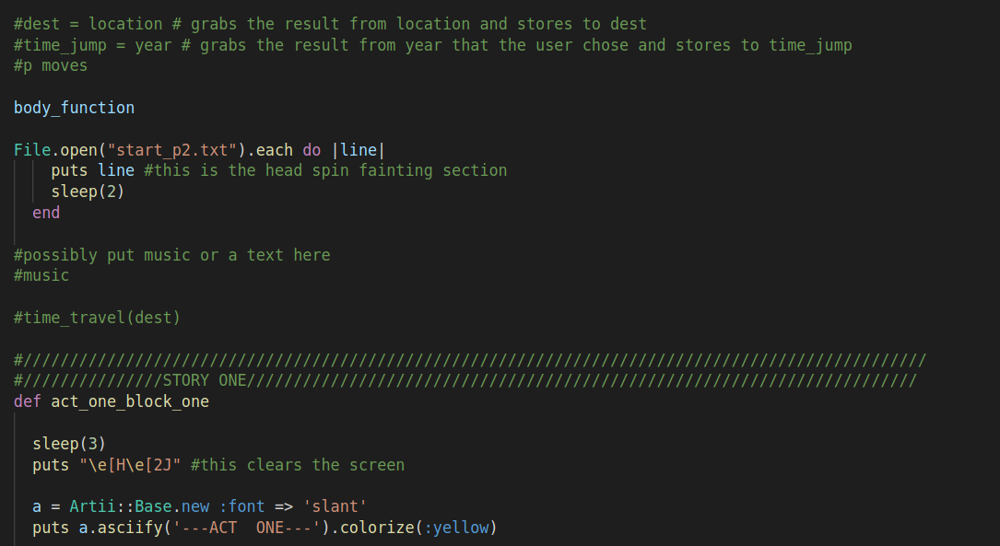 #dest = location # grabs the result from location and stores to dest
#time_jump = year # grabs the result from year that the user chose and stores to time_jump
#p moves
body_function
File.open("start_p2.txt").each do |line|
puts line #this is the head spin fainting section
sleep(2)
end
#possibly put music or a text here
#music
#time_travel(dest)
#/////////////////////////////////////////////////////////////////////////////////////////////////
#///////////////STORY ONE////////////////////////////////////////////////////////////////////////
def act_one_block_one
sleep(3)
puts "\e[H\e[2J" #this clears the screen
a = Artii::Base.new :font => 'slant'
puts a.asciify('---ACT  ONE---').colorize(:yellow)